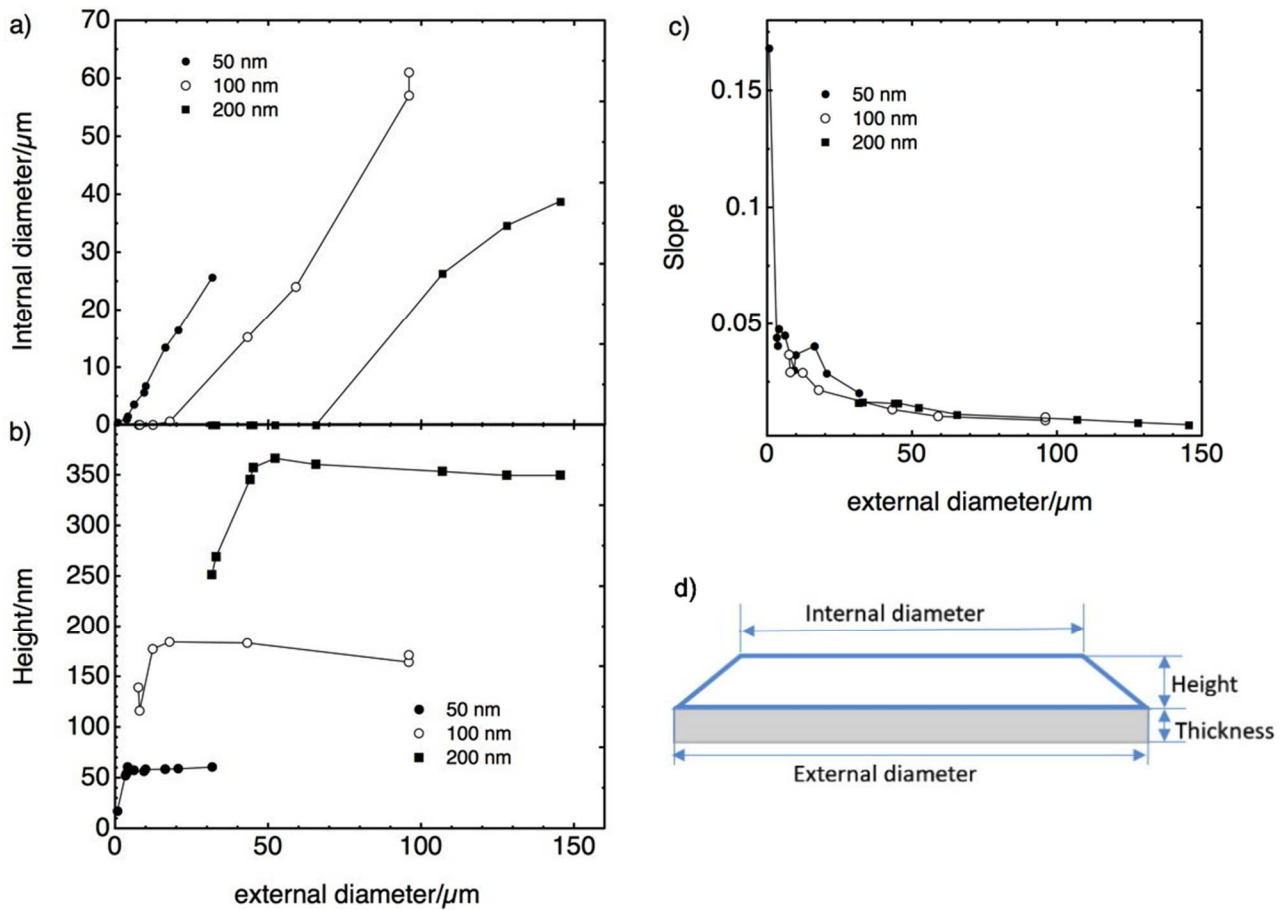 a)
70
60
50
40
30
20
10
0
Internal diameter/µm
50 nm
100 nm
200 nm
b)
350
300
250
200
150
100
50
0
Height/nm
50 nm
100 nm
200 nm
0
50
100
150
external diameter/µm
c)
0.15
0.1
0.05
Slope
50 nm
100 nm
200 nm
0
50
100
150
external diameter/µm
d)
Internal diameter
Height
Thickness
External diameter